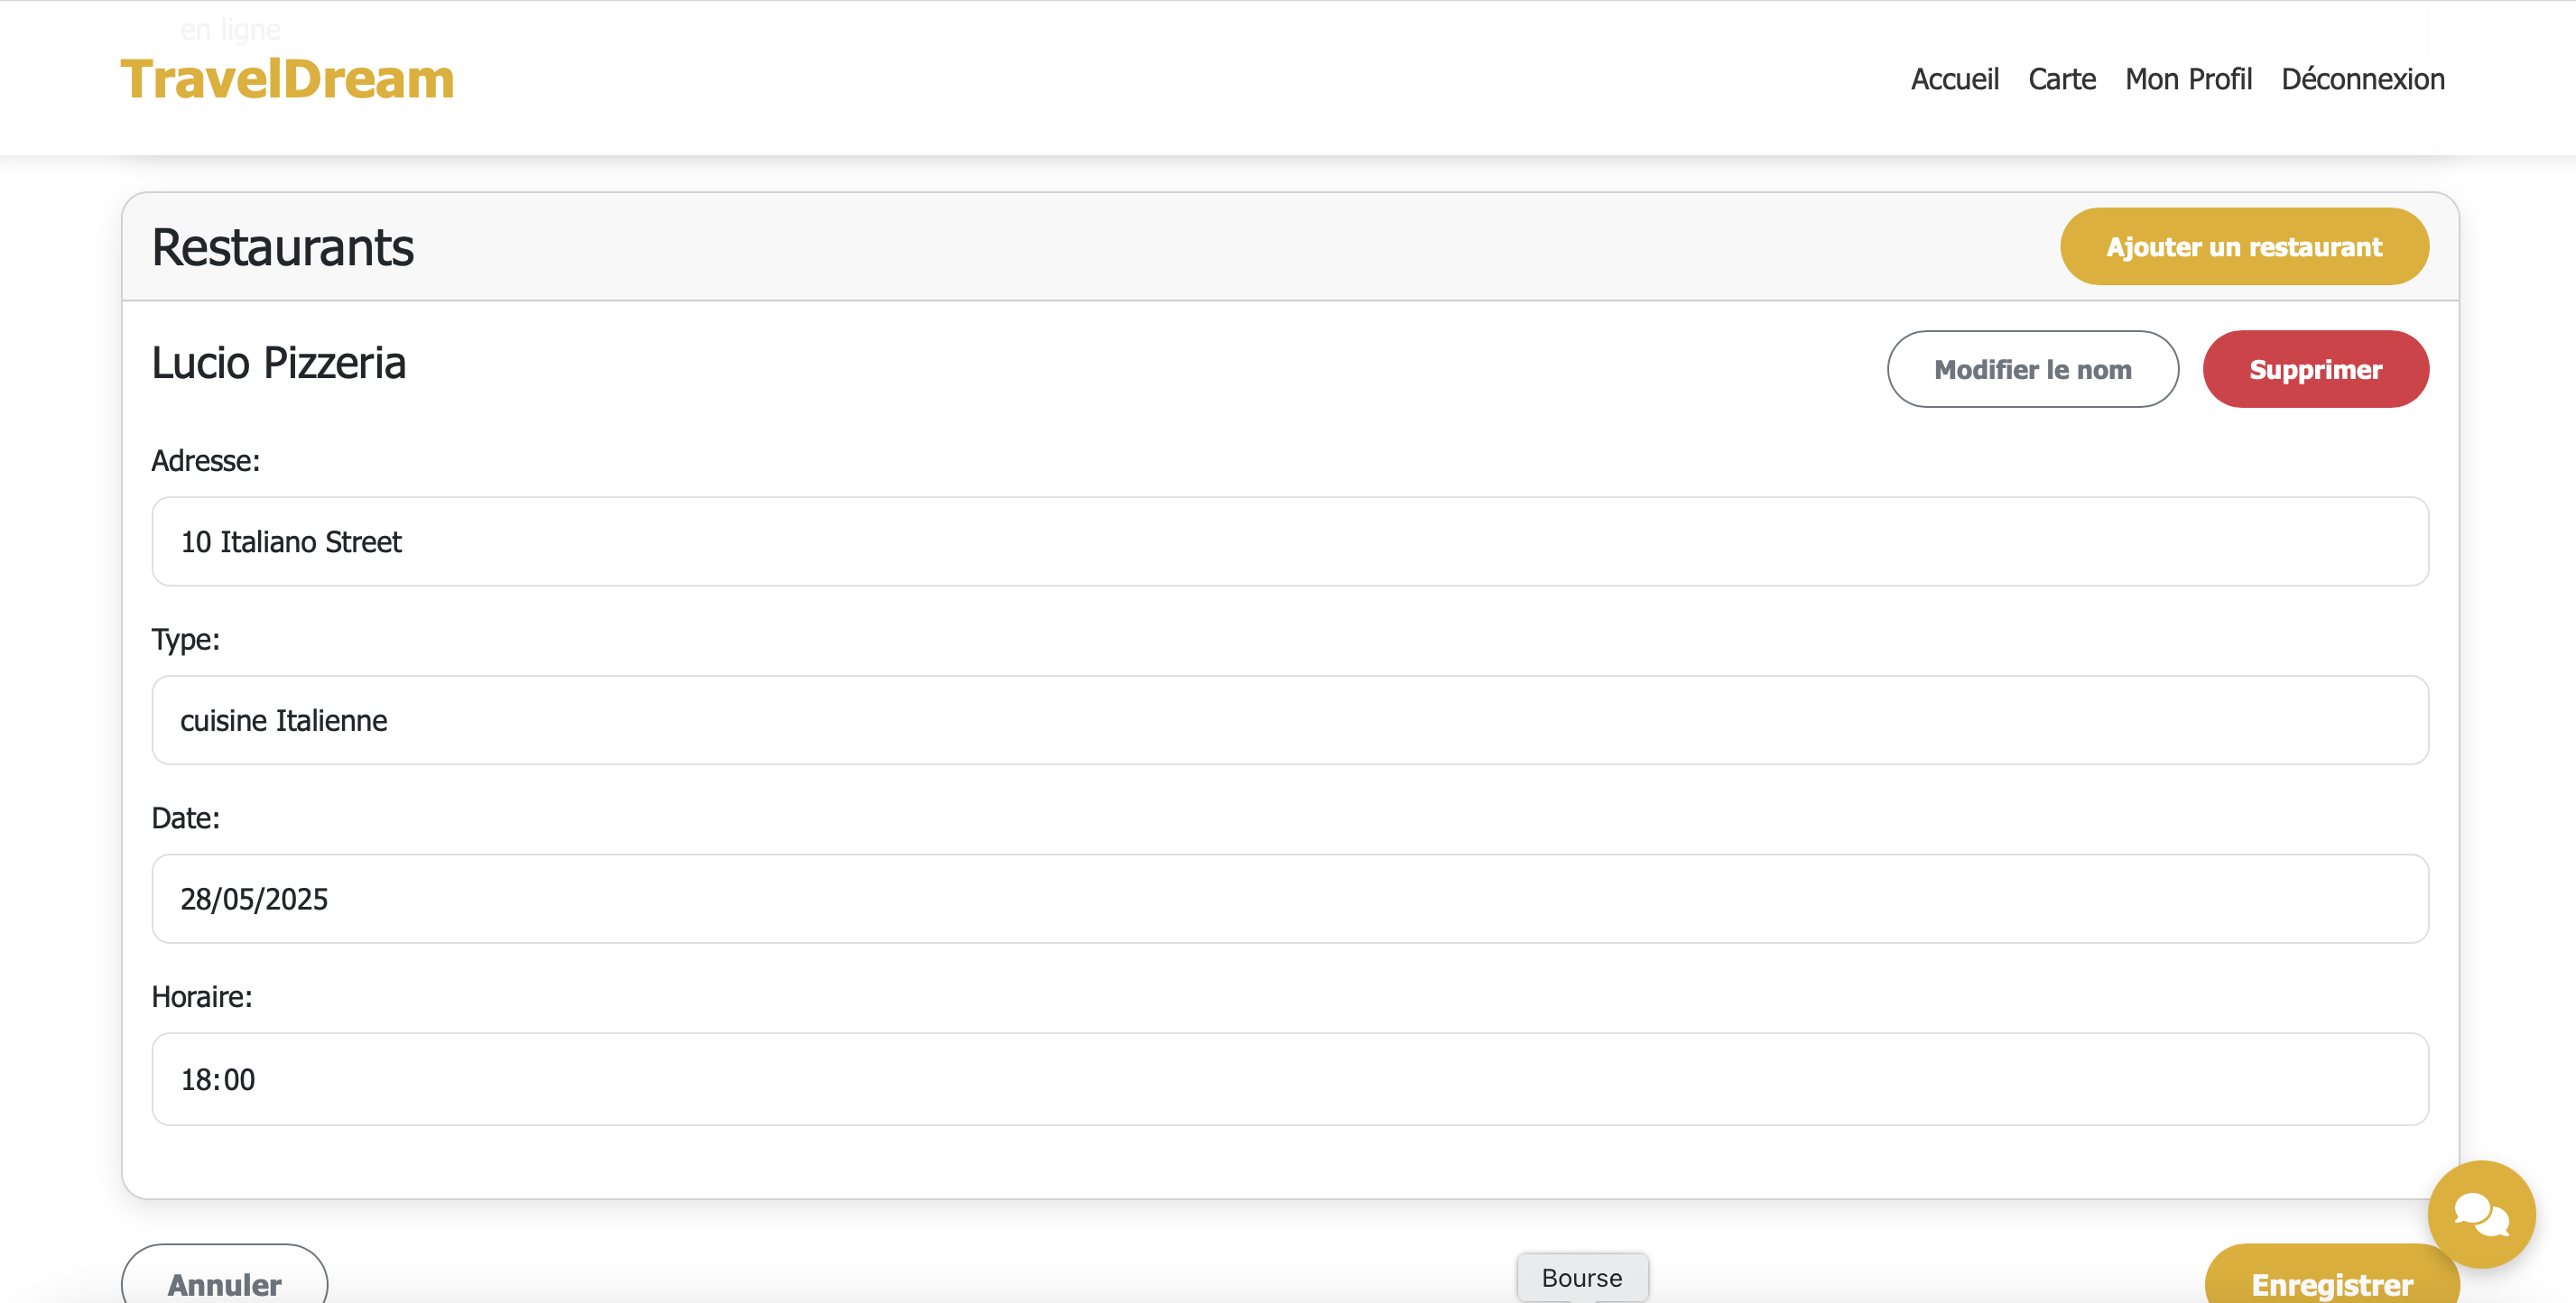 en ligne
TravelDream
Accueil Carte Mon Profil Déconnexion
Restaurants
Ajouter un restaurant
Lucio Pizzeria
Modifier le nom
Supprimer
Adresse:
10 Italiano Street
Type:
cuisine Italienne
Date:
28/05/2025
Horaire:
18:00
Annuler
Bourse
Enregistrer